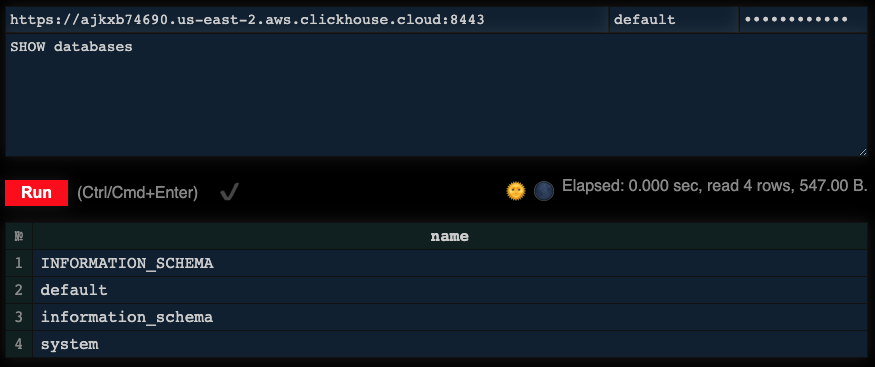 https://ajkxb74690.us-east-2.aws.clickhouse.cloud:8443 default ••••••••••••
SHOW databases
Run (Ctrl/Cmd+Enter) ✔ 🌞 🌑 Elapsed: 0.000 sec, read 4 rows, 547.00 B.
№ name
1 INFORMATION_SCHEMA
2 default
3 information_schema
4 system